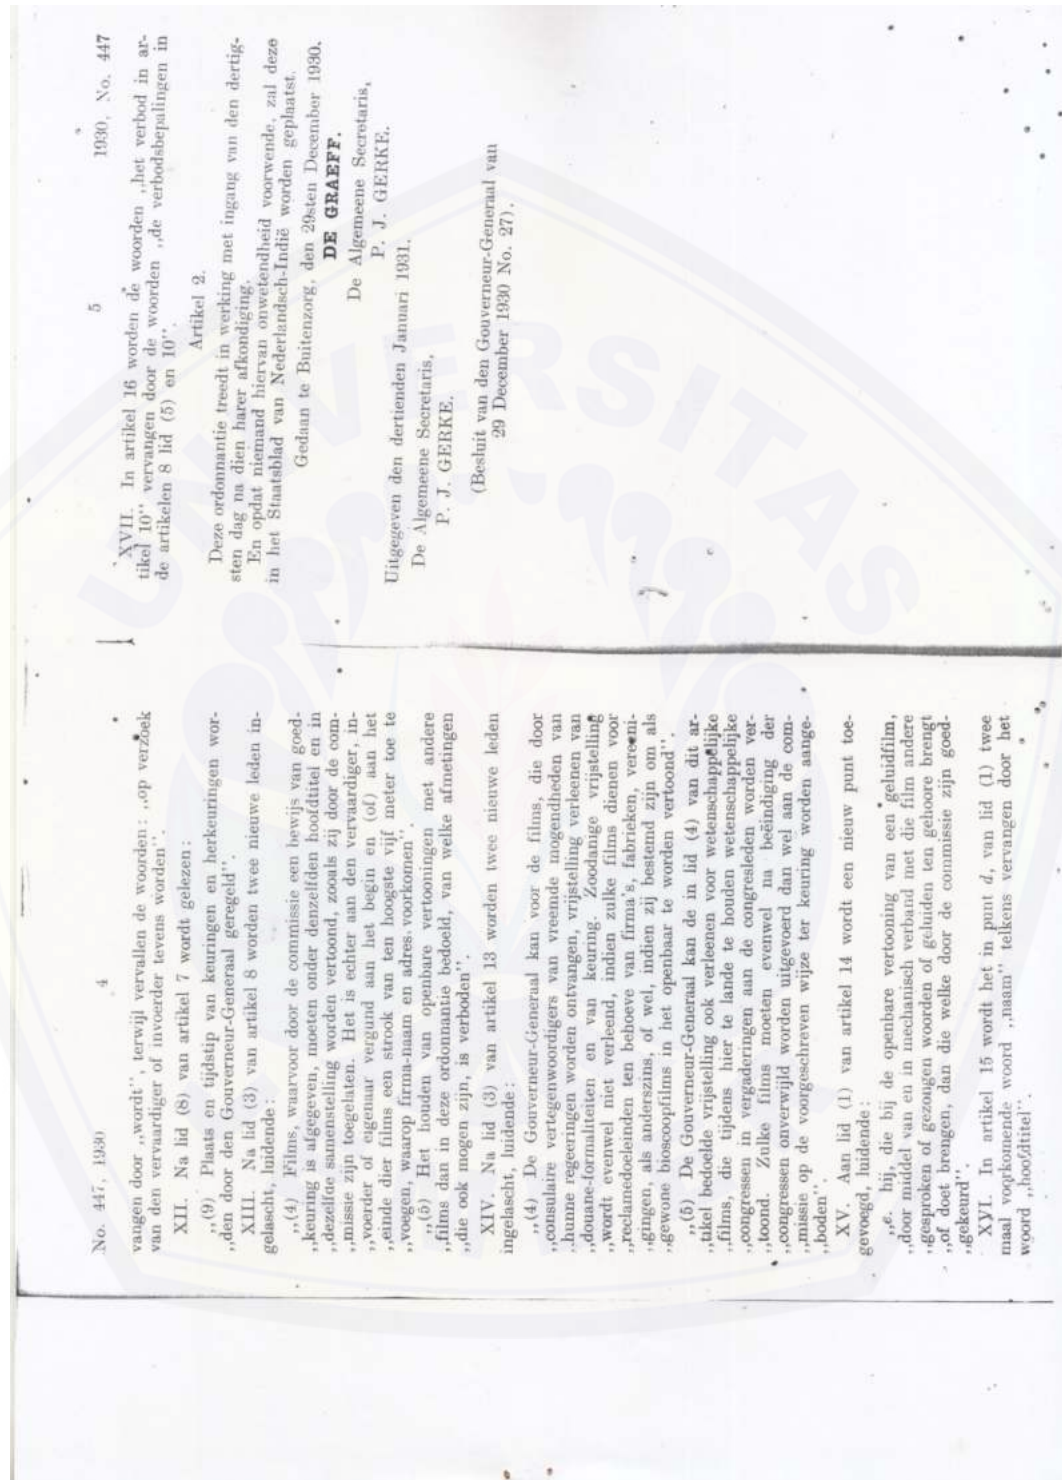 No. 447, 1930 4
vangen door „wordt”, terwijl vervallen de woorden: „op verzoek
van den vervaardiger of invoerder tevens worden”.
XII. Na lid (8) van artikel 7 wordt gelezen:
„(9) Plaats en tijdstip van keuringen en herkeuringen wor-
„den door den Gouverneur-Generaal geregeld”.
XIII. Na lid (3) van artikel 8 worden twee nieuwe leden in-
gelascht, luidende:
„(4) Films, waarvoor door de commissie een bewijs van goed-
„keuring is afgegeven, moeten onder denzelfden hoofdtitel en in
„dezelfde samenstelling worden vertoond, zooals zij door de com-
„missie zijn toegelaten. Het is echter aan den vervaardiger, in-
„voerder of eigenaar vergund aan het begin en (of) aan het
„einde dier films een strook van ten hoogste vijf meter toe te
„voegen, waarop firma-naam en adres voorkomen”.
„(5) Het houden van openbare vertooningen met andere
„films dan in deze ordonnantie bedoeld, van welke afmetingen
„die ook mogen zijn, is verboden”.
XIV. Na lid (3) van artikel 13 worden twee nieuwe leden
ingelascht, luidende:
„(4) De Gouverneur-Generaal kan voor de films, die door
„consulaire vertegenwoordigers van vreemde mogendheden van
„hunne regeeringen worden ontvangen, vrijstelling verleenen van
„douane-formaliteiten en van keuring. Zoodanige vrijstelling
„wordt evenwel niet verleend, indien zulke films dienen voor
„reclamedoeleinden ten behoeve van firma's, fabrieken, vereeni-
„gingen, als anderszins, of wel, indien zij bestemd zijn om als
„gewone bioscoopfilms in het openbaar te worden vertoond”.
„(5) De Gouverneur-Generaal kan de in lid (4) van dit ar-
„tikel bedoelde vrijstelling ook verleenen voor wetenschappelijke
„films, die tijdens hier te lande te houden wetenschappelijke
„congressen in vergaderingen aan de congresleden worden ver-
„toond. Zulke films moeten evenwel na beëindiging der
„congressen onverwijld worden uitgevoerd dan wel aan de com-
„missie op de voorgeschreven wijze ter keuring worden aange-
„boden”.
XV. Aan lid (1) van artikel 14 wordt een nieuw punt toe-
gevoegd, luidende:
„e. hij, die bij de openbare vertooning van een geluidfilm,
„door middel van en in mechanisch verband met die film andere
„gesproken of gezongen woorden of geluiden ten gehoore brengt
„of doet brengen, dan die welke door de commissie zijn goed-
„gekeurd”.
XVI. In artikel 15 wordt het in punt d, van lid (1) twee
maal voorkomende woord „naam” telkens vervangen door het
woord „hoofdtitel”.
5 1930, No. 447
XVII. In artikel 16 worden de woorden „het verbod in ar-
tikel 10” vervangen door de woorden „de verbodsbepalingen in
de artikelen 8 lid (5) en 10”.
Artikel 2.
Deze ordonnantie treedt in werking met ingang van den dertig-
sten dag na dien harer afkondiging.
En opdat niemand hiervan onwetendheid voorwende, zal deze
in het Staatsblad van Nederlandsch-Indië worden geplaatst.
Gedaan te Buitenzorg, den 29sten December 1930.
DE GRAEFF.
De Algemeene Secretaris,
P. J. GERKE.
Uitgegeven den dertienden Januari 1931.
De Algemeene Secretaris,
P. J. GERKE.
(Besluit van den Gouverneur-Generaal van
29 December 1930 No. 27).
UNIVERSITAS